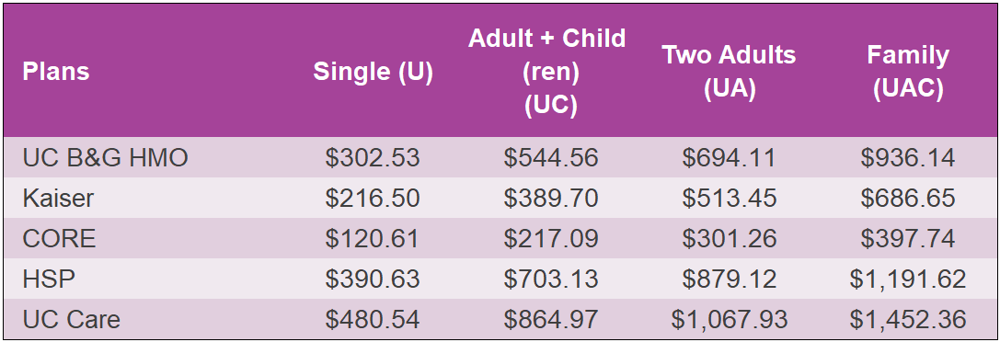 Plans Single (U) Adult + Child (ren) (UC) Two Adults (UA) Family (UAC)
UC B&G HMO $302.53 $544.56 $694.11 $936.14
Kaiser $216.50 $389.70 $513.45 $686.65
CORE $120.61 $217.09 $301.26 $397.74
HSP $390.63 $703.13 $879.12 $1,191.62
UC Care $480.54 $864.97 $1,067.93 $1,452.36